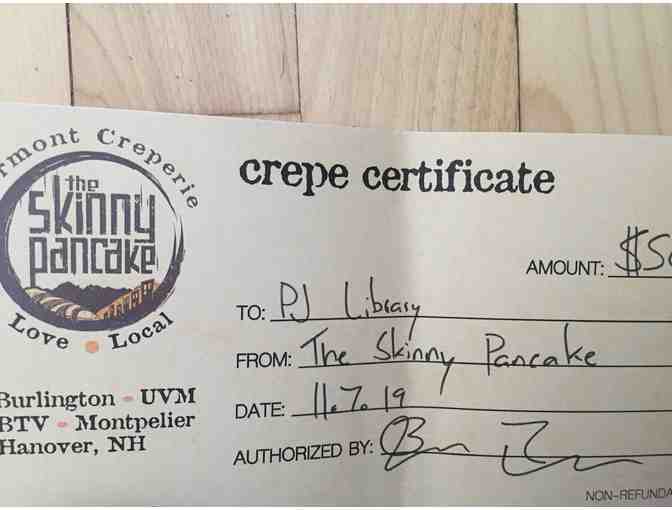 rmont Creperie
the
skinny
pancake
Love • Local
Burlington - UVM
BTV - Montpelier
Hanover, NH
crepe certificate
AMOUNT: $5
TO: PJ Library
FROM: The Skinny Pancake
DATE: 11.7.19
AUTHORIZED BY:
NON-REFUNDA